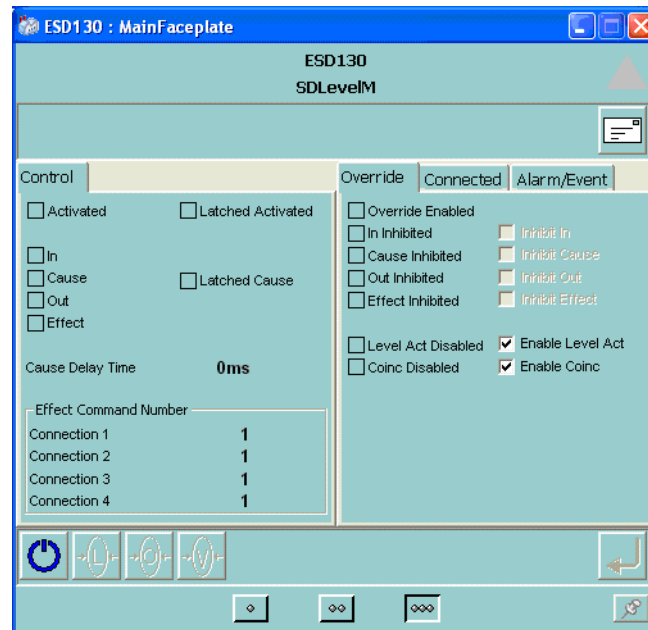 ESD130 : MainFaceplate
ESD130
SDLevelM
Control
Override Connected Alarm/Event
Activated Latched Activated
In
Cause Latched Cause
Out
Effect
Cause Delay Time 0ms
Effect Command Number
Connection 1 1
Connection 2 1
Connection 3 1
Connection 4 1
Override Enabled
In Inhibited Inhibit In
Cause Inhibited Inhibit Cause
Out Inhibited Inhibit Out
Effect Inhibited Inhibit Effect
Level Act Disabled Enable Level Act
Coinc Disabled Enable Coinc
L O V